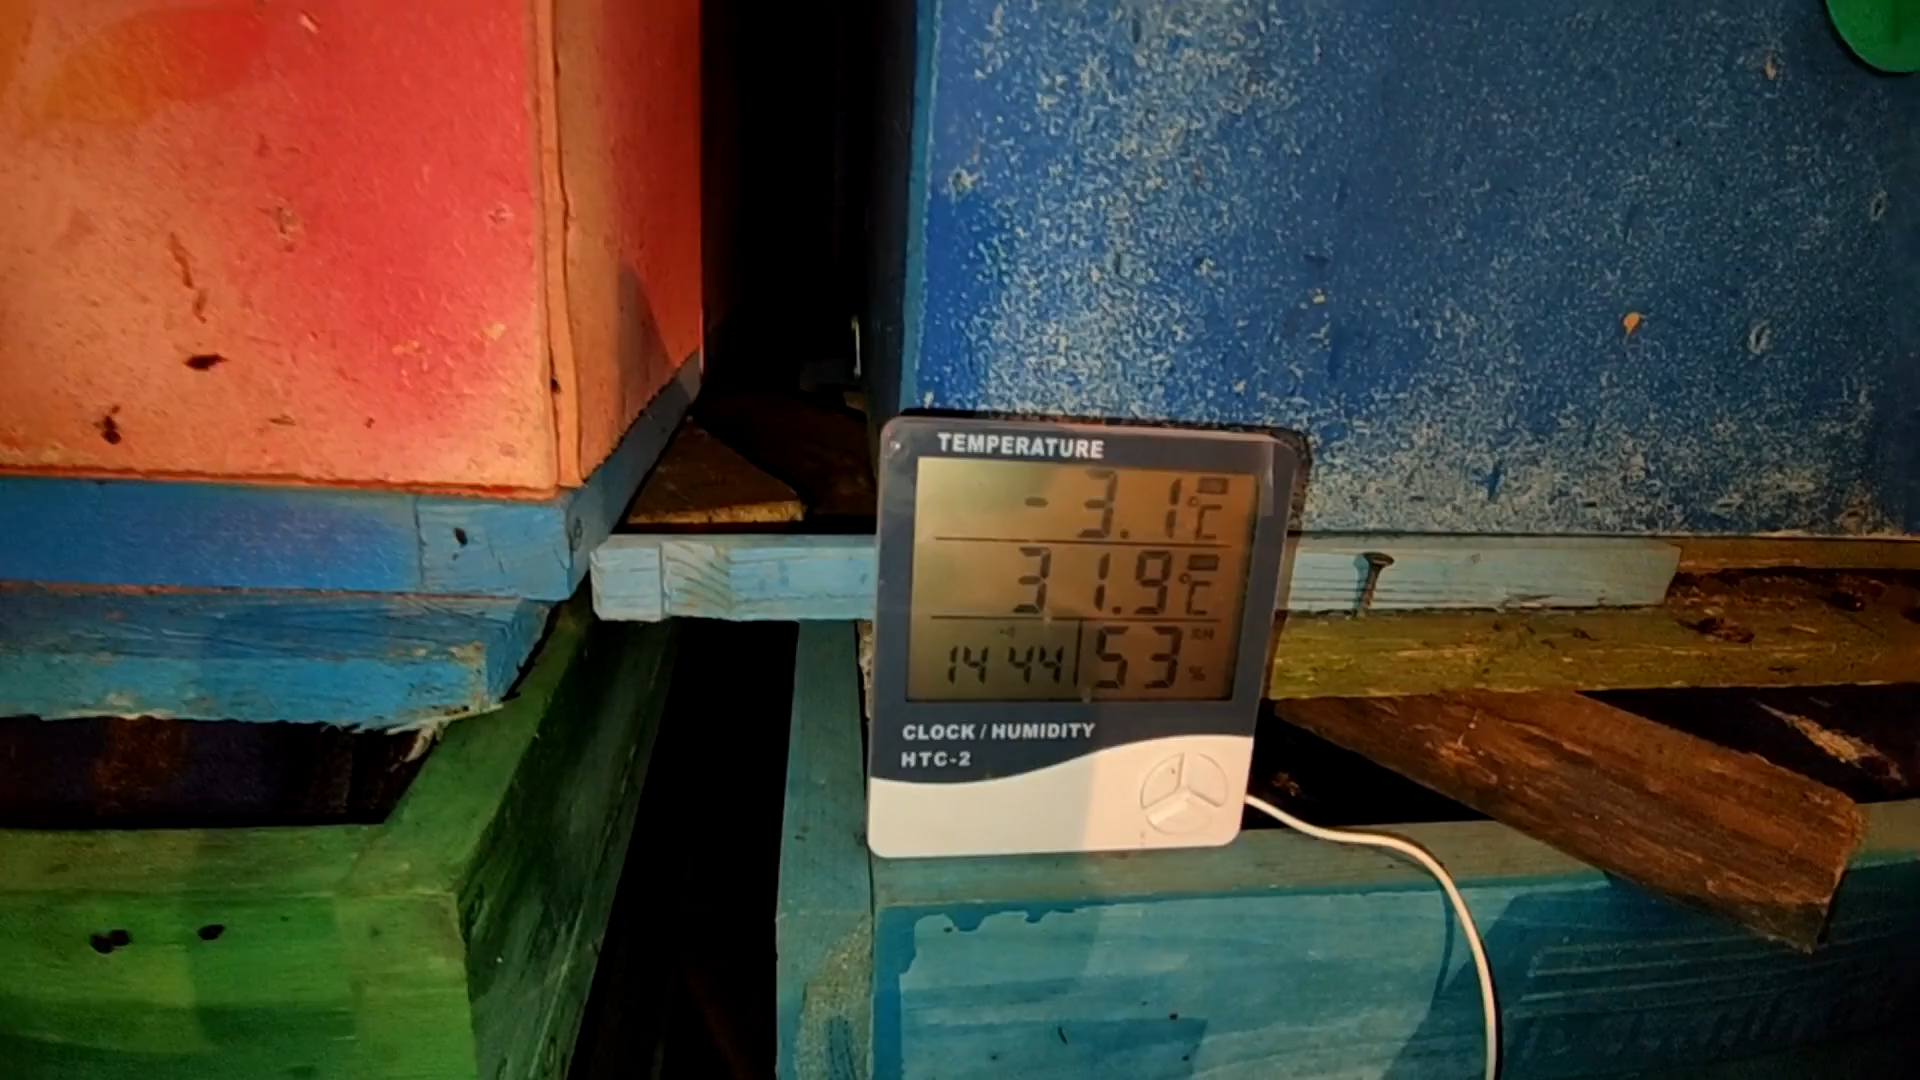 TEMPERATURE
-3.1°C
31.9°C
14 44 53 %
CLOCK / HUMIDITY
HTC-2